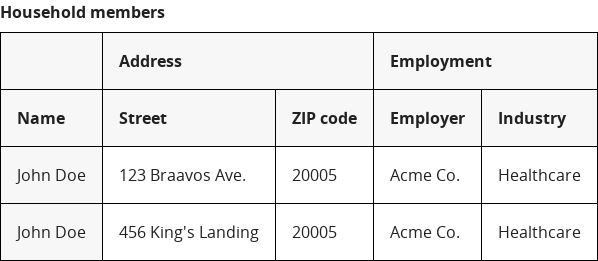 Household members
Address Employment
Name Street ZIP code Employer Industry
John Doe 123 Braavos Ave. 20005 Acme Co. Healthcare
John Doe 456 King's Landing 20005 Acme Co. Healthcare